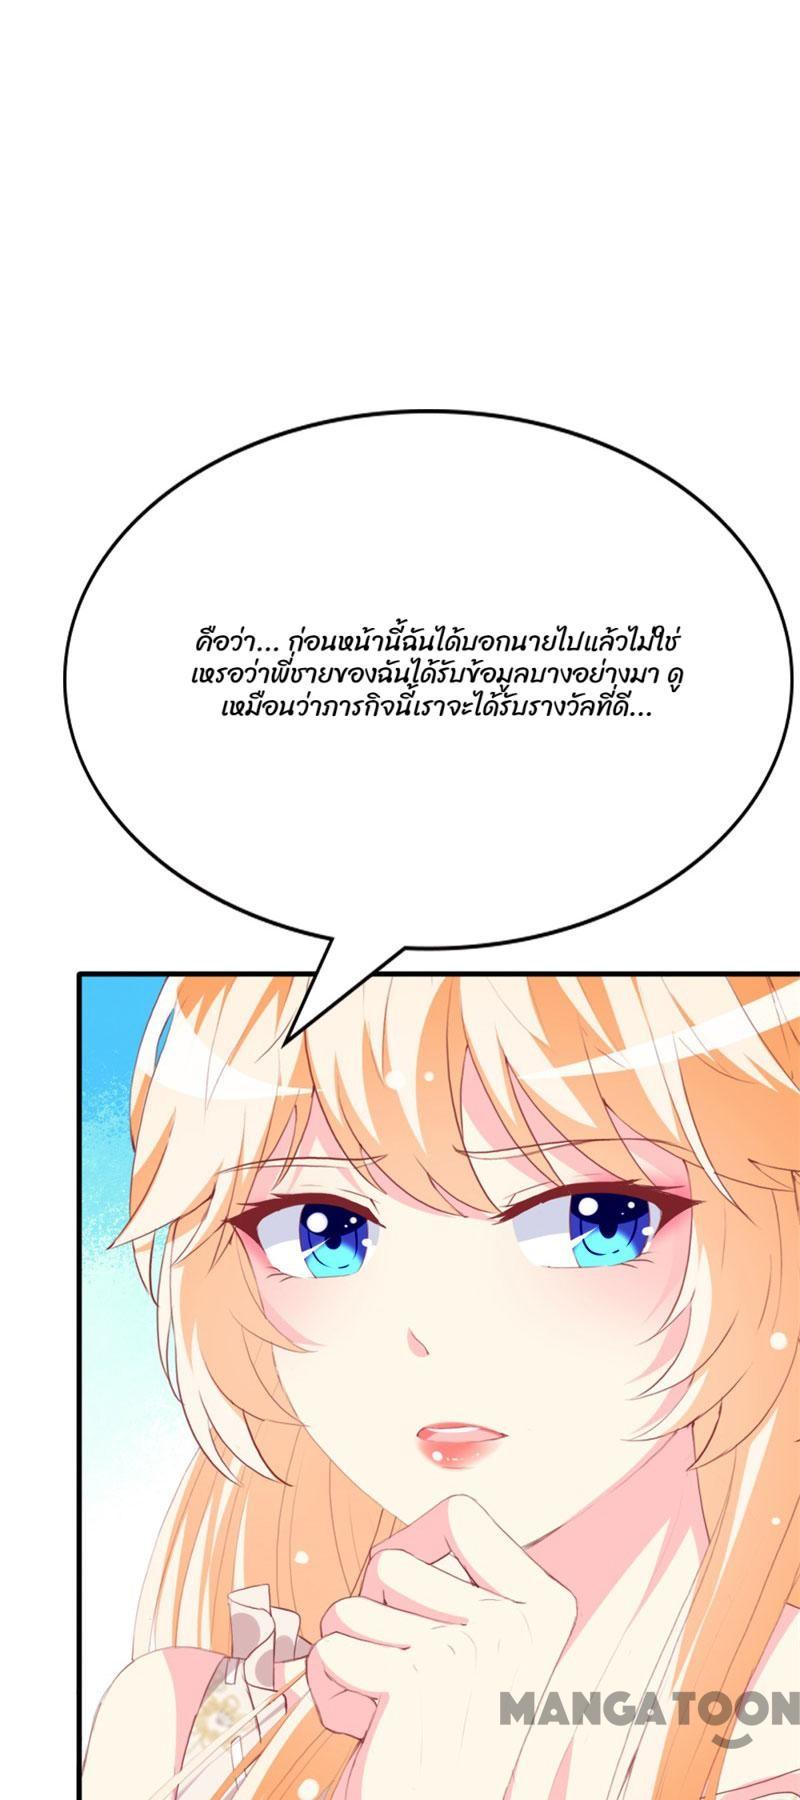 คือว่า... ก่อนหน้านี้ฉันได้บอกนายไปแล้วไม่ใช่
เหรอว่าพี่ชายของฉันได้รับข้อมูลบางอย่างมา ดู
เหมือนว่าภารกิจนี้เราจะได้รับรางวัลที่ดี...
MANGATOON